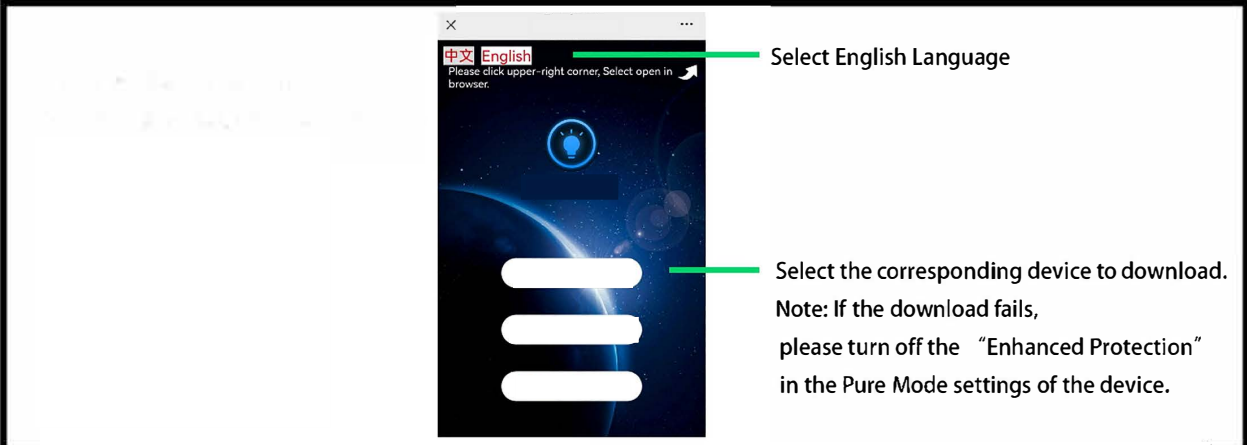 中文 English
Please click upper-right corner, Select open in
browser.
Select English Language
Select the corresponding device to download.
Note: If the download fails,
please turn off the “Enhanced Protection”
in the Pure Mode settings of the device.